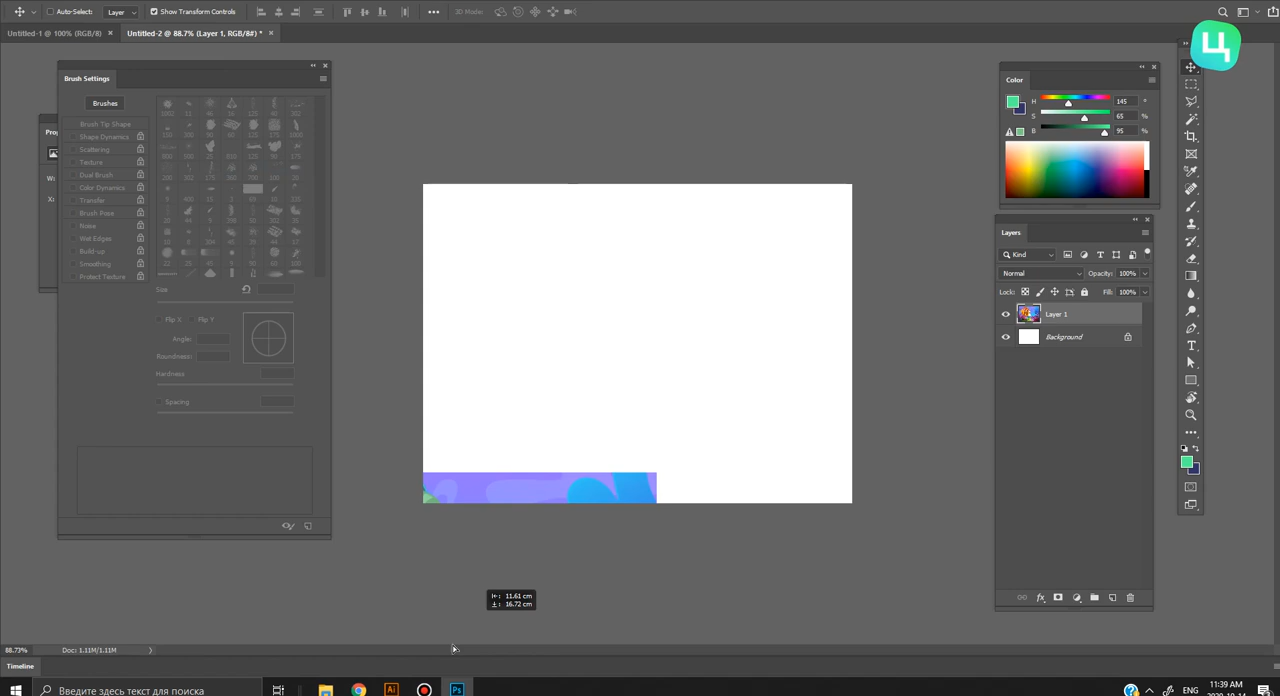 Auto-Select: Layer Show Transform Controls 3D Mode:
Untitled-1 @ 100% (RGB/8) Untitled-2 @ 88.7% (Layer 1, RGB/8#) *
Ц
Brush Settings
Brushes
Brush Tip Shape
Shape Dynamics
Scattering
Texture
Dual Brush
Color Dynamics
Transfer
Brush Pose
Noise
Wet Edges
Build-up
Smoothing
Protect Texture
Size
Flip X Flip Y
Angle:
Roundness:
Hardness
Spacing
Prop
W:
X:
Color
H 145 °
S 65 %
B 95 %
Layers
Kind
Normal Opacity: 100%
Lock: Fill: 100%
Layer 1
Background
11.61 cm
16.72 cm
88.73% Doc: 1.11M/1.11M
Timeline
Введите здесь текст для поиска
Ai
Ps
ENG
11:39 AM